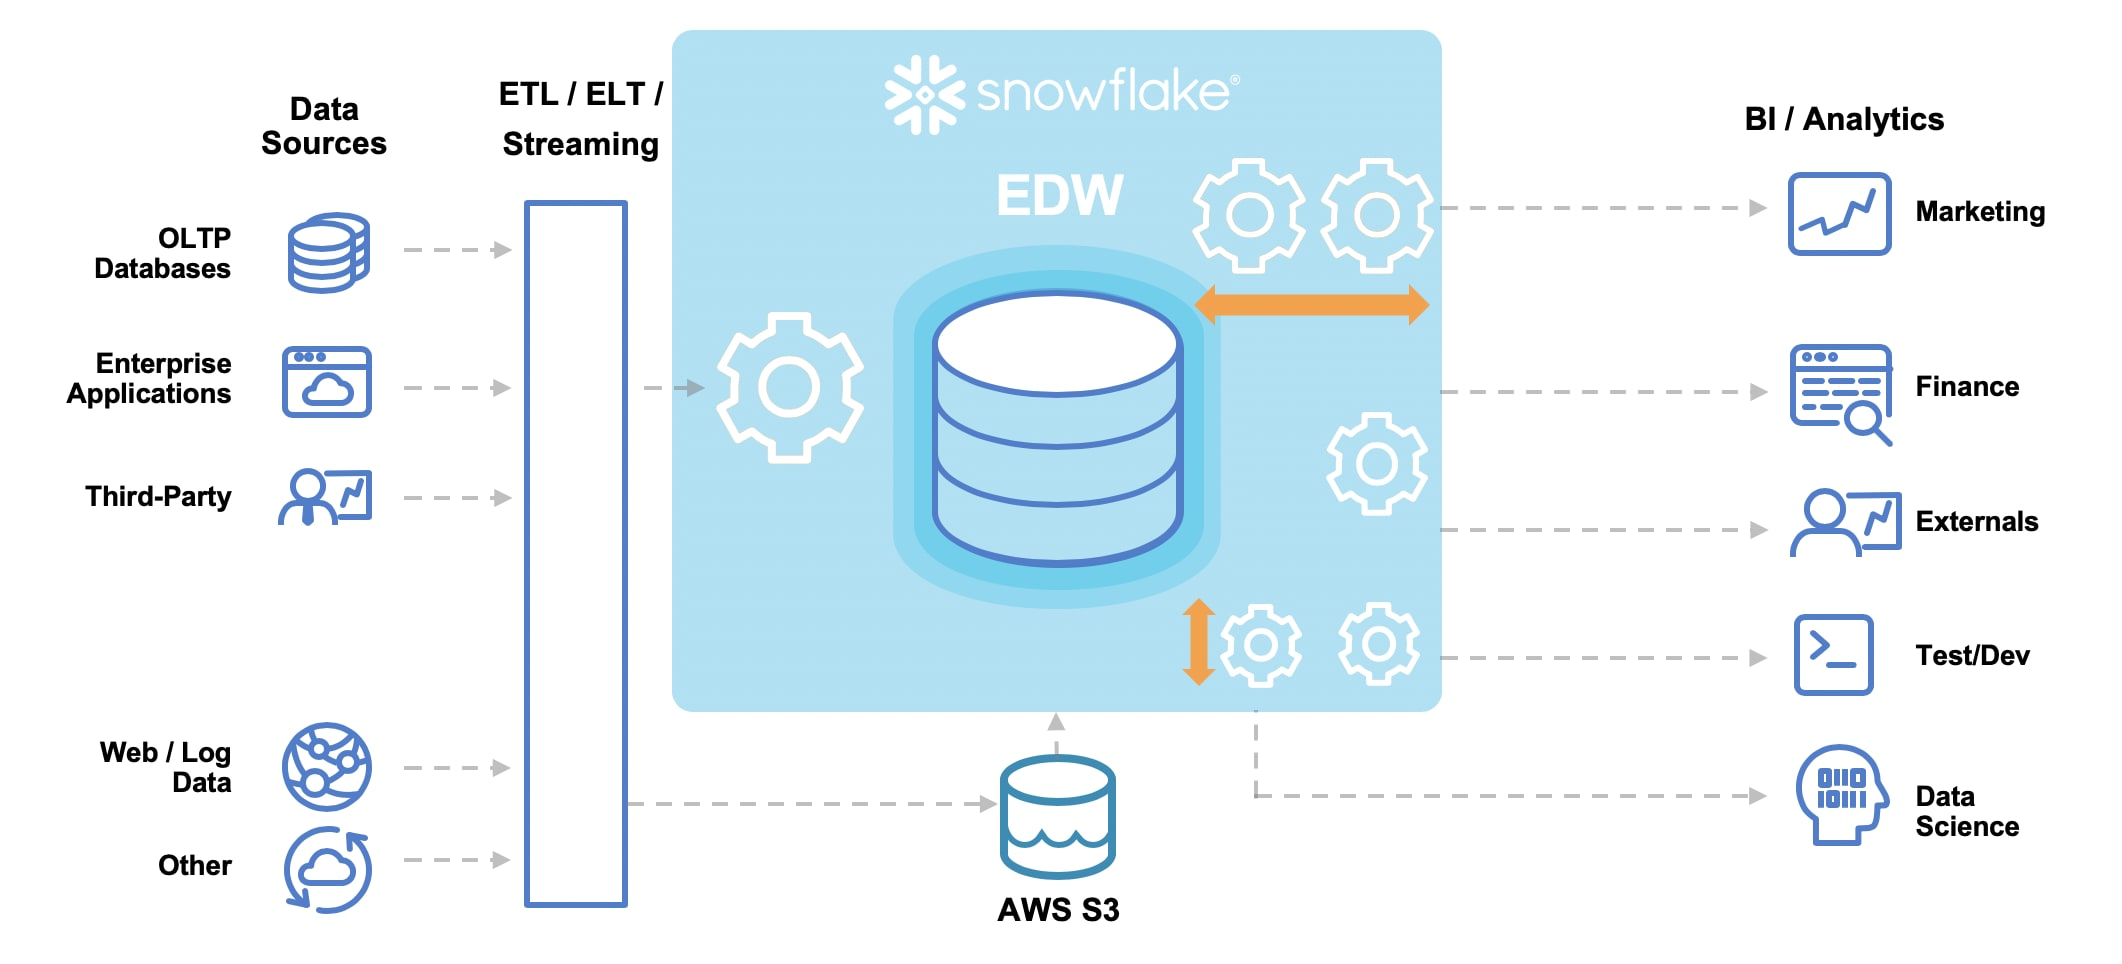 Data
Sources
ETL / ELT /
Streaming
snowflake®
EDW
BI / Analytics
OLTP
Databases
Enterprise
Applications
Third-Party
Web / Log
Data
Other
AWS S3
Marketing
Finance
Externals
Test/Dev
Data
Science